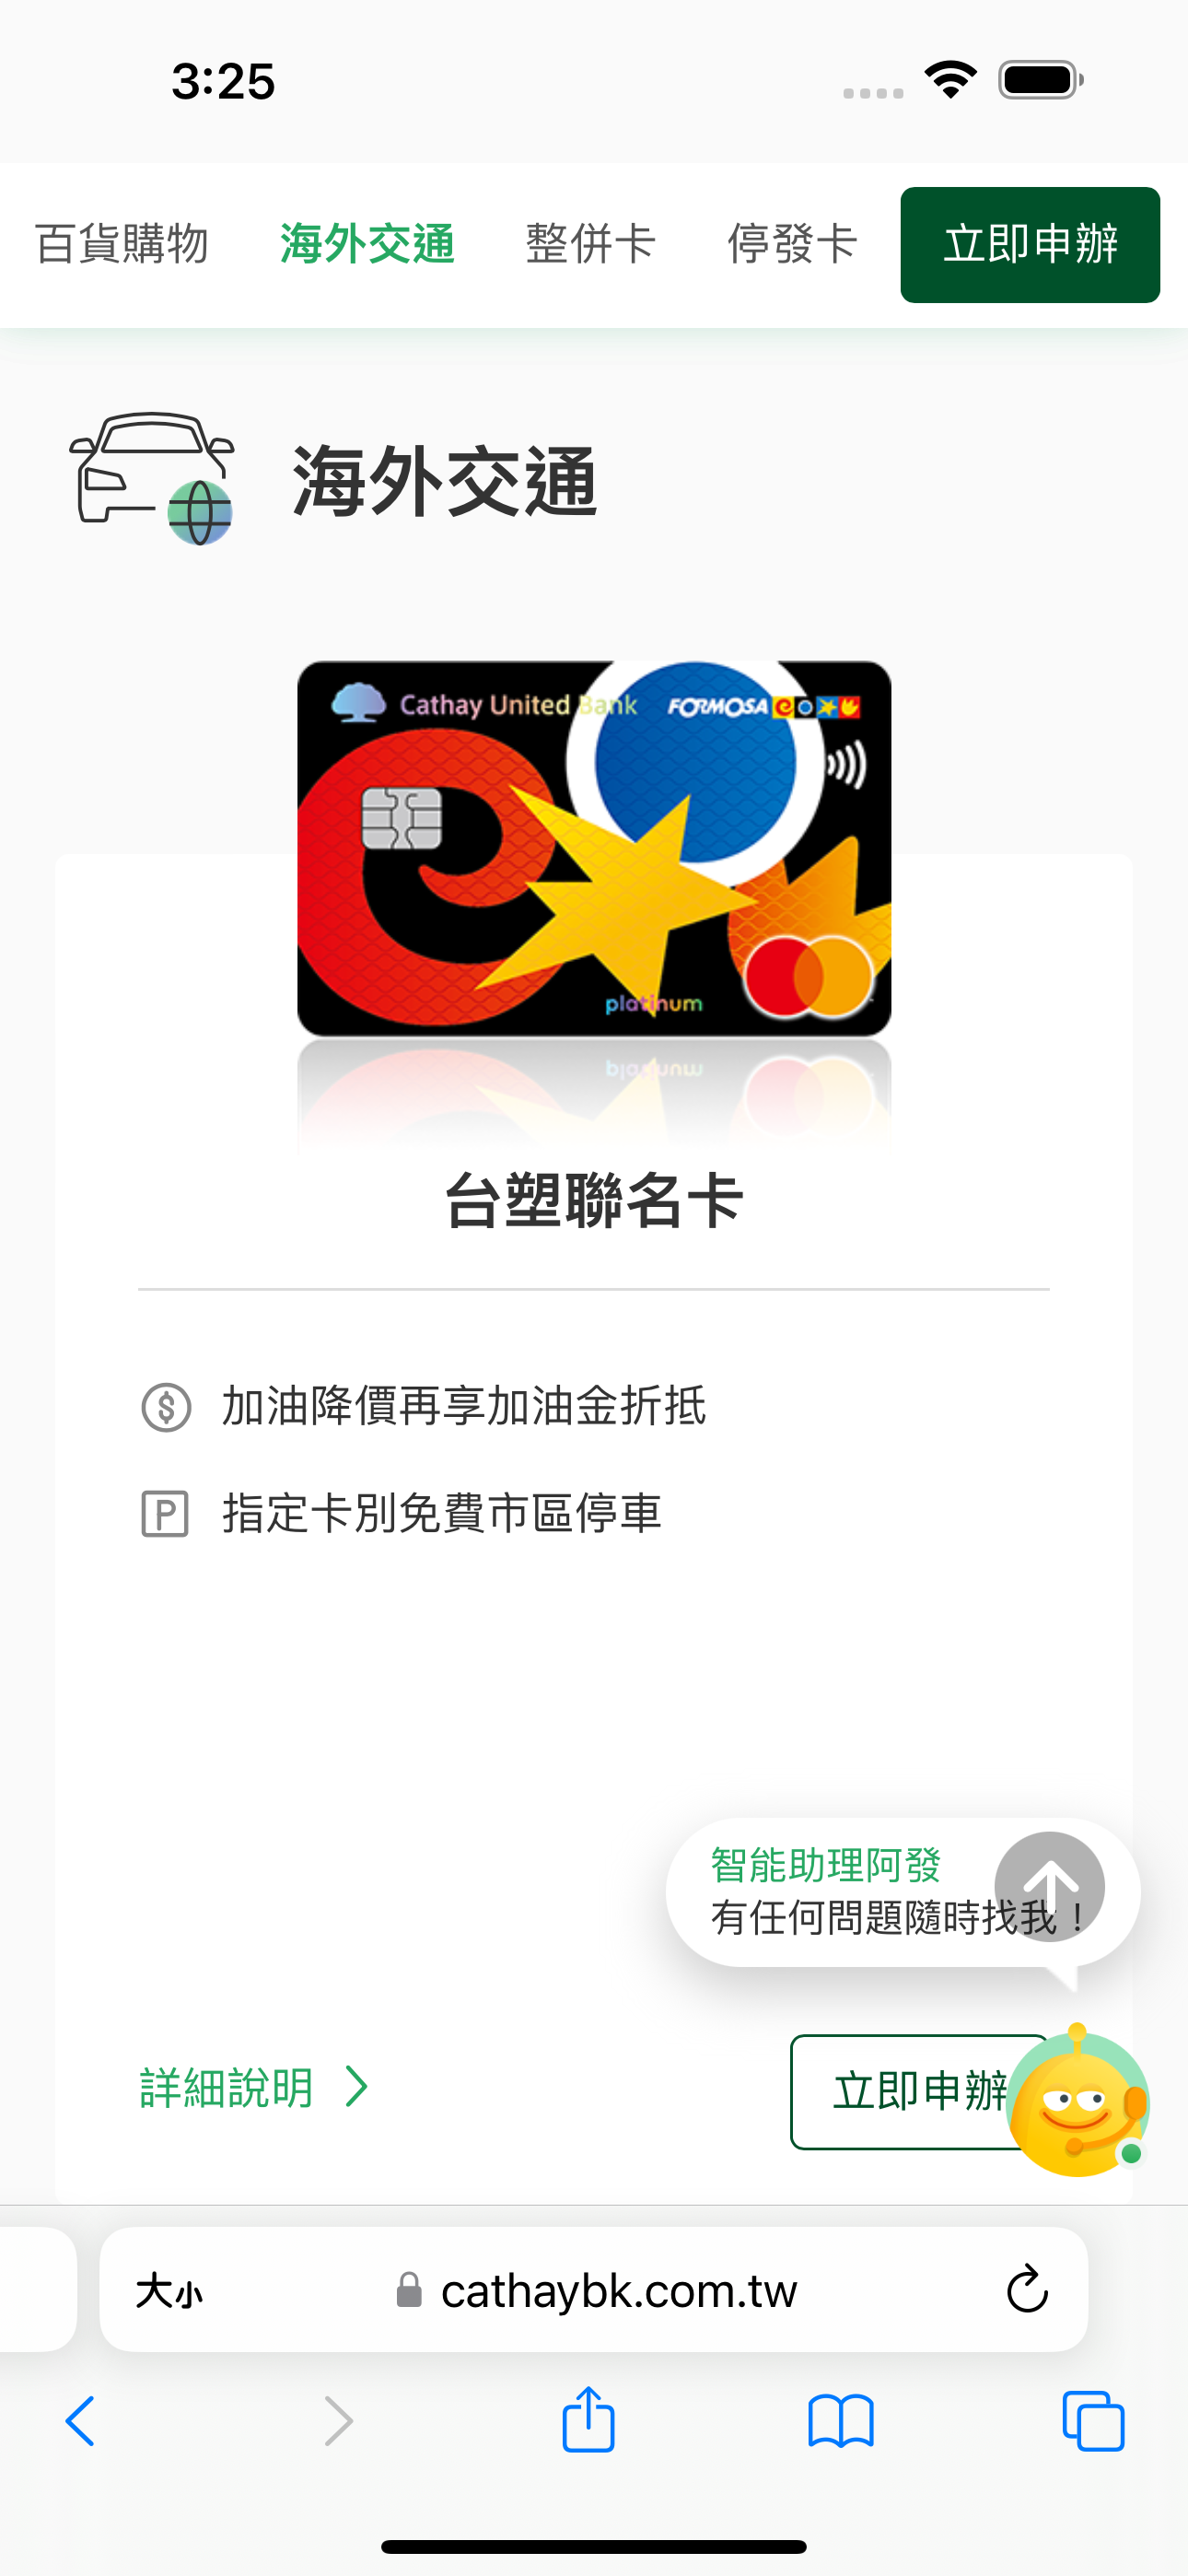 3:25
百貨購物 海外交通 整併卡 停發卡 立即申辦
海外交通
Cathay United Bank FORMOSA
platinum
台塑聯名卡
加油降價再享加油金折抵
P 指定卡別免費市區停車
智能助理阿發
有任何問題隨時找我！
詳細說明 立即申辦
大小 cathaybk.com.tw